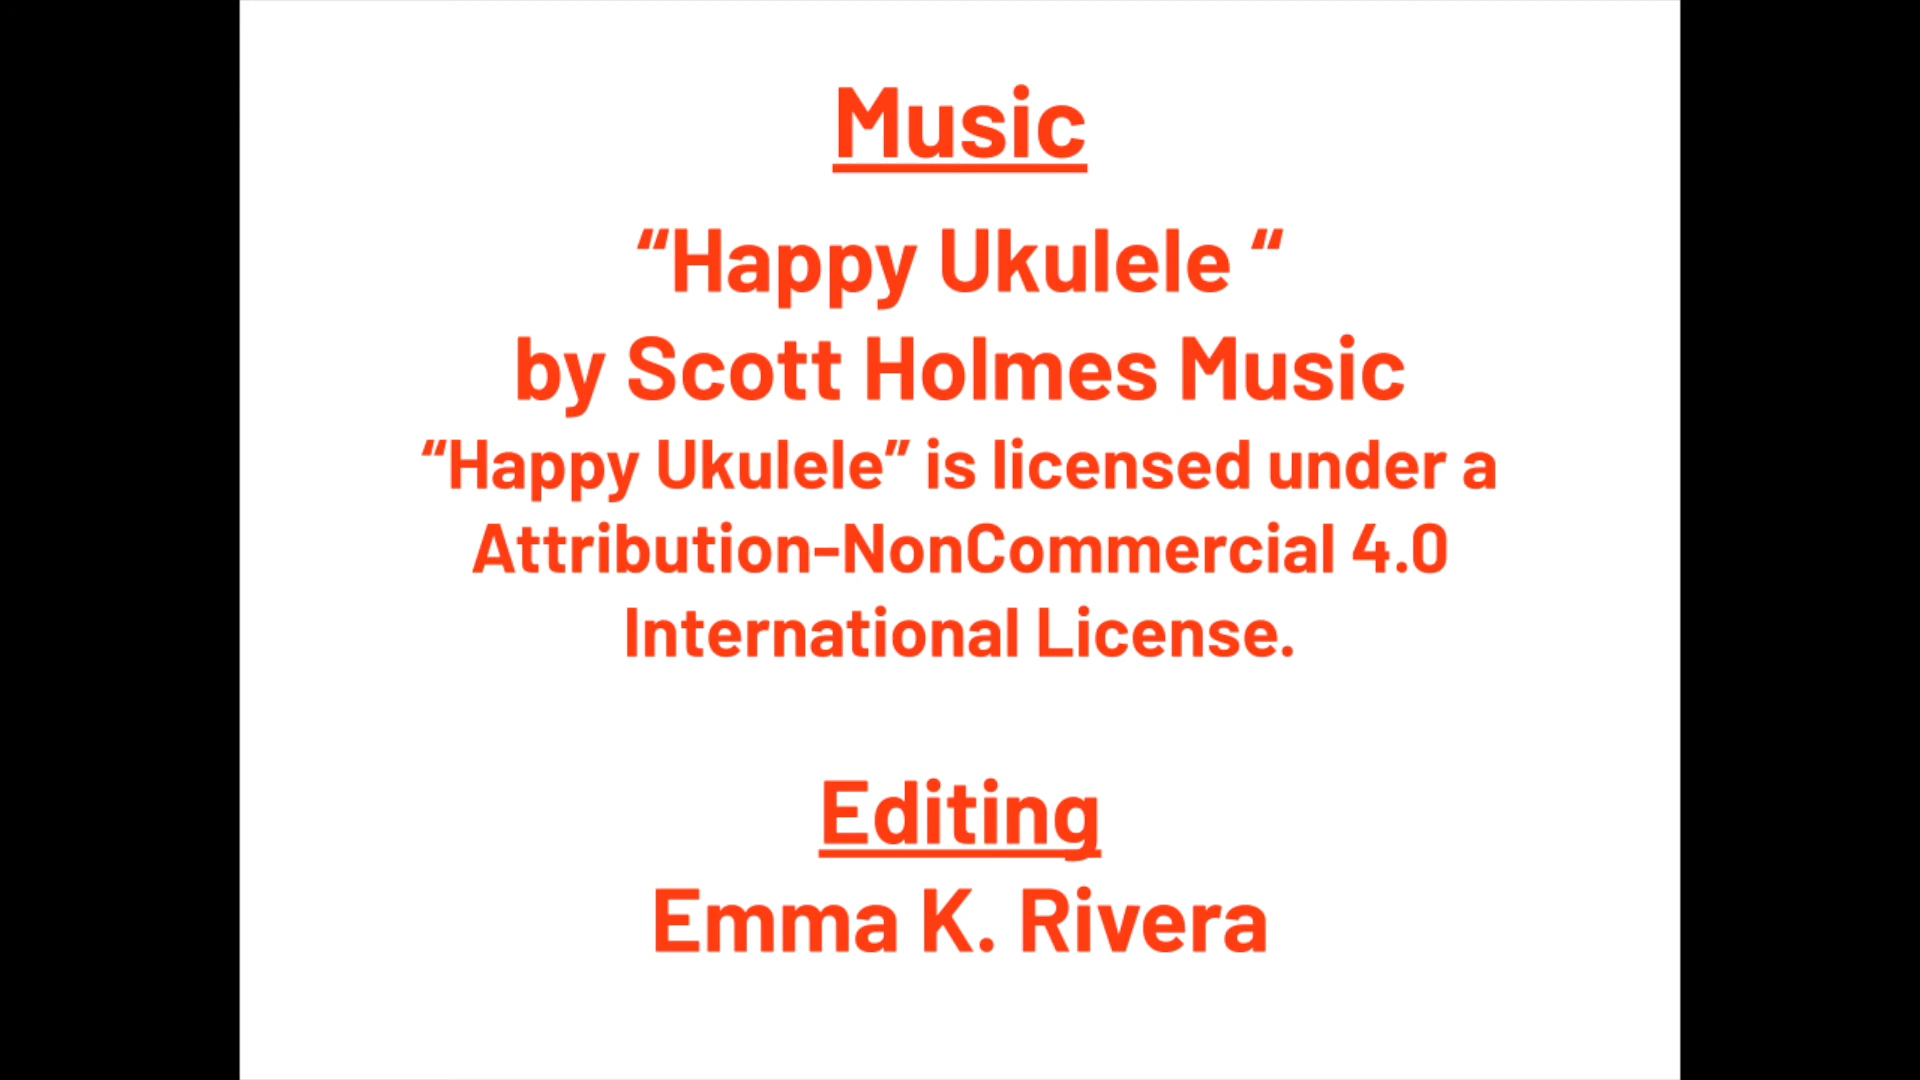 Music
“Happy Ukulele “
by Scott Holmes Music
“Happy Ukulele” is licensed under a
Attribution-NonCommercial 4.0
International License.
Editing
Emma K. Rivera